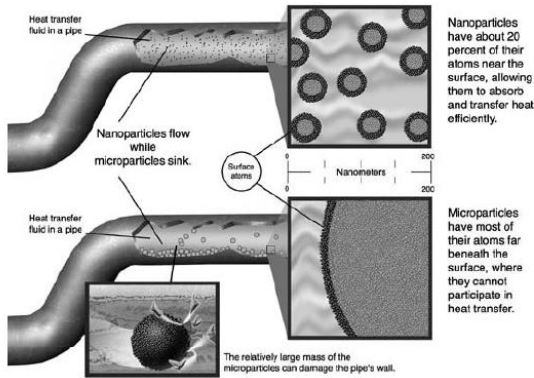 Heat transfer
fluid in a pipe
Nanoparticles
have about 20
percent of their
atoms near the
surface, allowing
them to absorb
and transfer heat
efficiently.
Nanoparticles flow
while
microparticles sink.
Surface
atoms
0
200
Nanometers
0
200
Heat transfer
fluid in a pipe
Microparticles
have most of
their atoms far
beneath the
surface, where
they cannot
participate in
heat transfer.
The relatively large mass of the
microparticles can damage the pipe's wall.